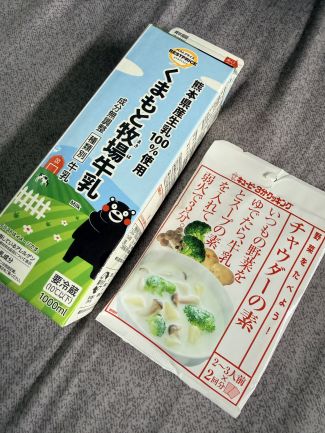 熊本県産生乳100%使用
くまもと牧場牛乳
成分無調整
種類別
牛乳
要冷蔵
(10℃以下)
1000ml
キユーピー3分クッキング
野菜をたべよう!
チャウダーの素
いつもの野菜を
ゆでたら、牛乳
とスープの素
を入れて
弱火で3分。
2~3人前
×
2回分